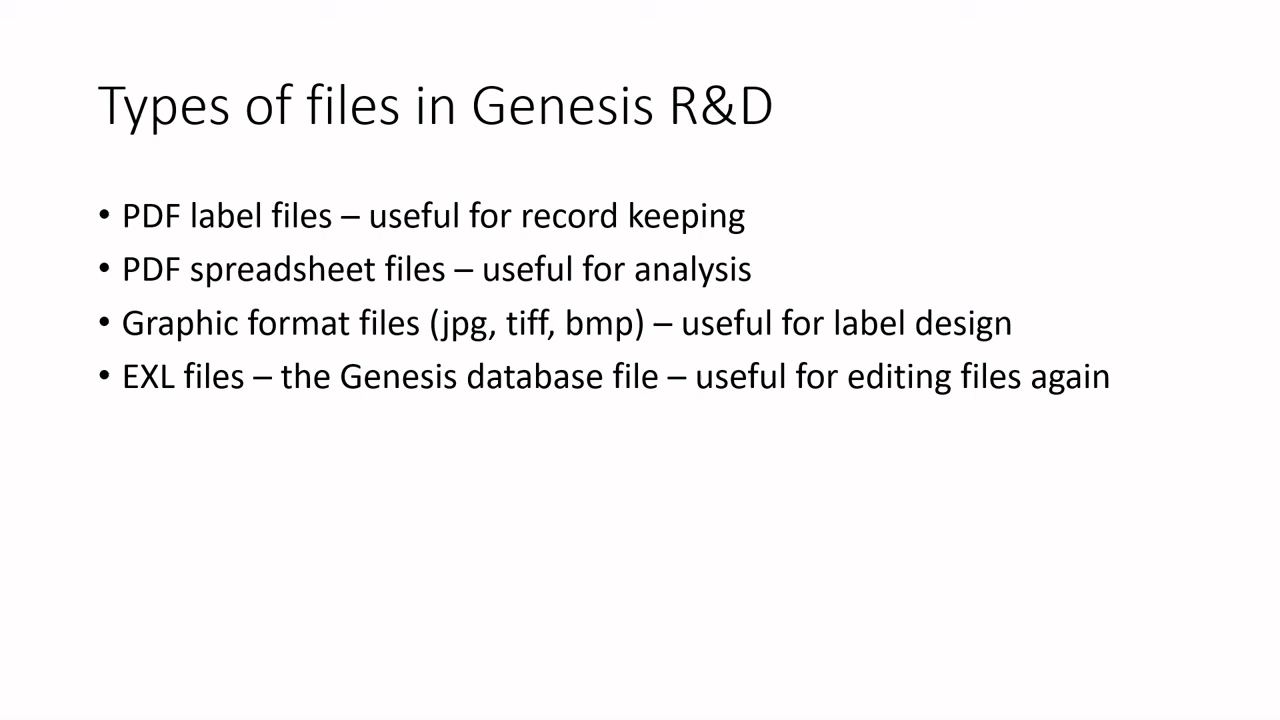 Types of files in Genesis R&D
• PDF label files – useful for record keeping
• PDF spreadsheet files – useful for analysis
• Graphic format files (jpg, tiff, bmp) – useful for label design
• EXL files – the Genesis database file – useful for editing files again